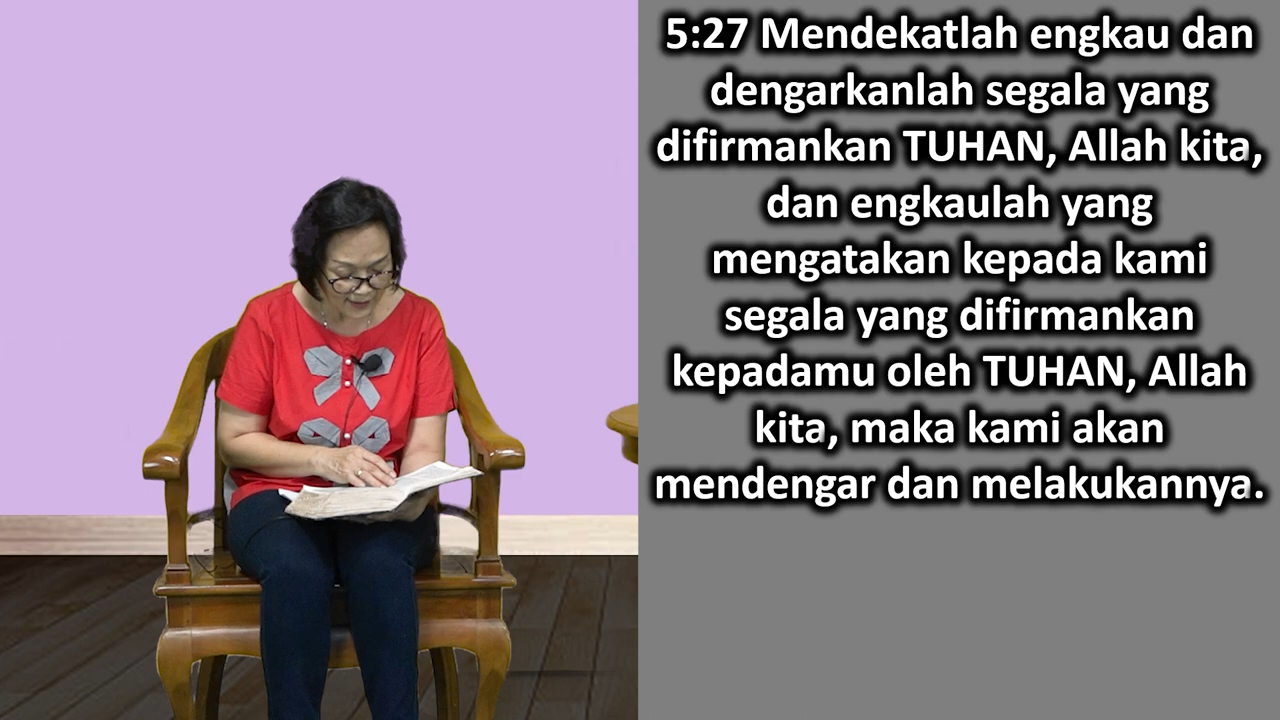 5:27 Mendekatlah engkau dan
dengarkanlah segala yang
difirmankan TUHAN, Allah kita,
dan engkaulah yang
mengatakan kepada kami
segala yang difirmankan
kepadamu oleh TUHAN, Allah
kita, maka kami akan
mendengar dan melakukannya.